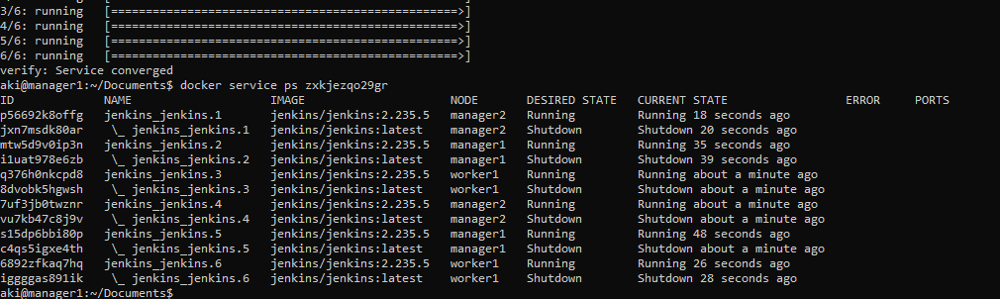 3/6: running   [==================================================>]
4/6: running   [==================================================>]
5/6: running   [==================================================>]
6/6: running   [==================================================>]
verify: Service converged
aki@manager1:~/Documents$ docker service ps zxkjezqo29gr
ID             NAME                    IMAGE                     NODE       DESIRED STATE   CURRENT STATE                 ERROR     PORTS
p56692k8offg   jenkins_jenkins.1       jenkins/jenkins:2.235.5   manager2   Running         Running 18 seconds ago
jxn7msdk80ar    \_ jenkins_jenkins.1   jenkins/jenkins:latest    manager2   Shutdown        Shutdown 20 seconds ago
mtw5d9v0ip3n   jenkins_jenkins.2       jenkins/jenkins:2.235.5   manager1   Running         Running 35 seconds ago
i1uat978e6zb    \_ jenkins_jenkins.2   jenkins/jenkins:latest    manager1   Shutdown        Shutdown 39 seconds ago
q376h0nkcpd8   jenkins_jenkins.3       jenkins/jenkins:2.235.5   worker1    Running         Running about a minute ago
8dvobk5hgwsh    \_ jenkins_jenkins.3   jenkins/jenkins:latest    worker1    Shutdown        Shutdown about a minute ago
7uf3jb0twznr   jenkins_jenkins.4       jenkins/jenkins:2.235.5   manager2   Running         Running about a minute ago
vu7kb47c8j9v    \_ jenkins_jenkins.4   jenkins/jenkins:latest    manager2   Shutdown        Shutdown about a minute ago
s15dp6bbi80p   jenkins_jenkins.5       jenkins/jenkins:2.235.5   manager1   Running         Running 48 seconds ago
c4qs5igxe4th    \_ jenkins_jenkins.5   jenkins/jenkins:latest    manager1   Shutdown        Shutdown about a minute ago
6892zfkaq7hq   jenkins_jenkins.6       jenkins/jenkins:2.235.5   worker1    Running         Running 26 seconds ago
iggggas891ik    \_ jenkins_jenkins.6   jenkins/jenkins:latest    worker1    Shutdown        Shutdown 28 seconds ago
aki@manager1:~/Documents$